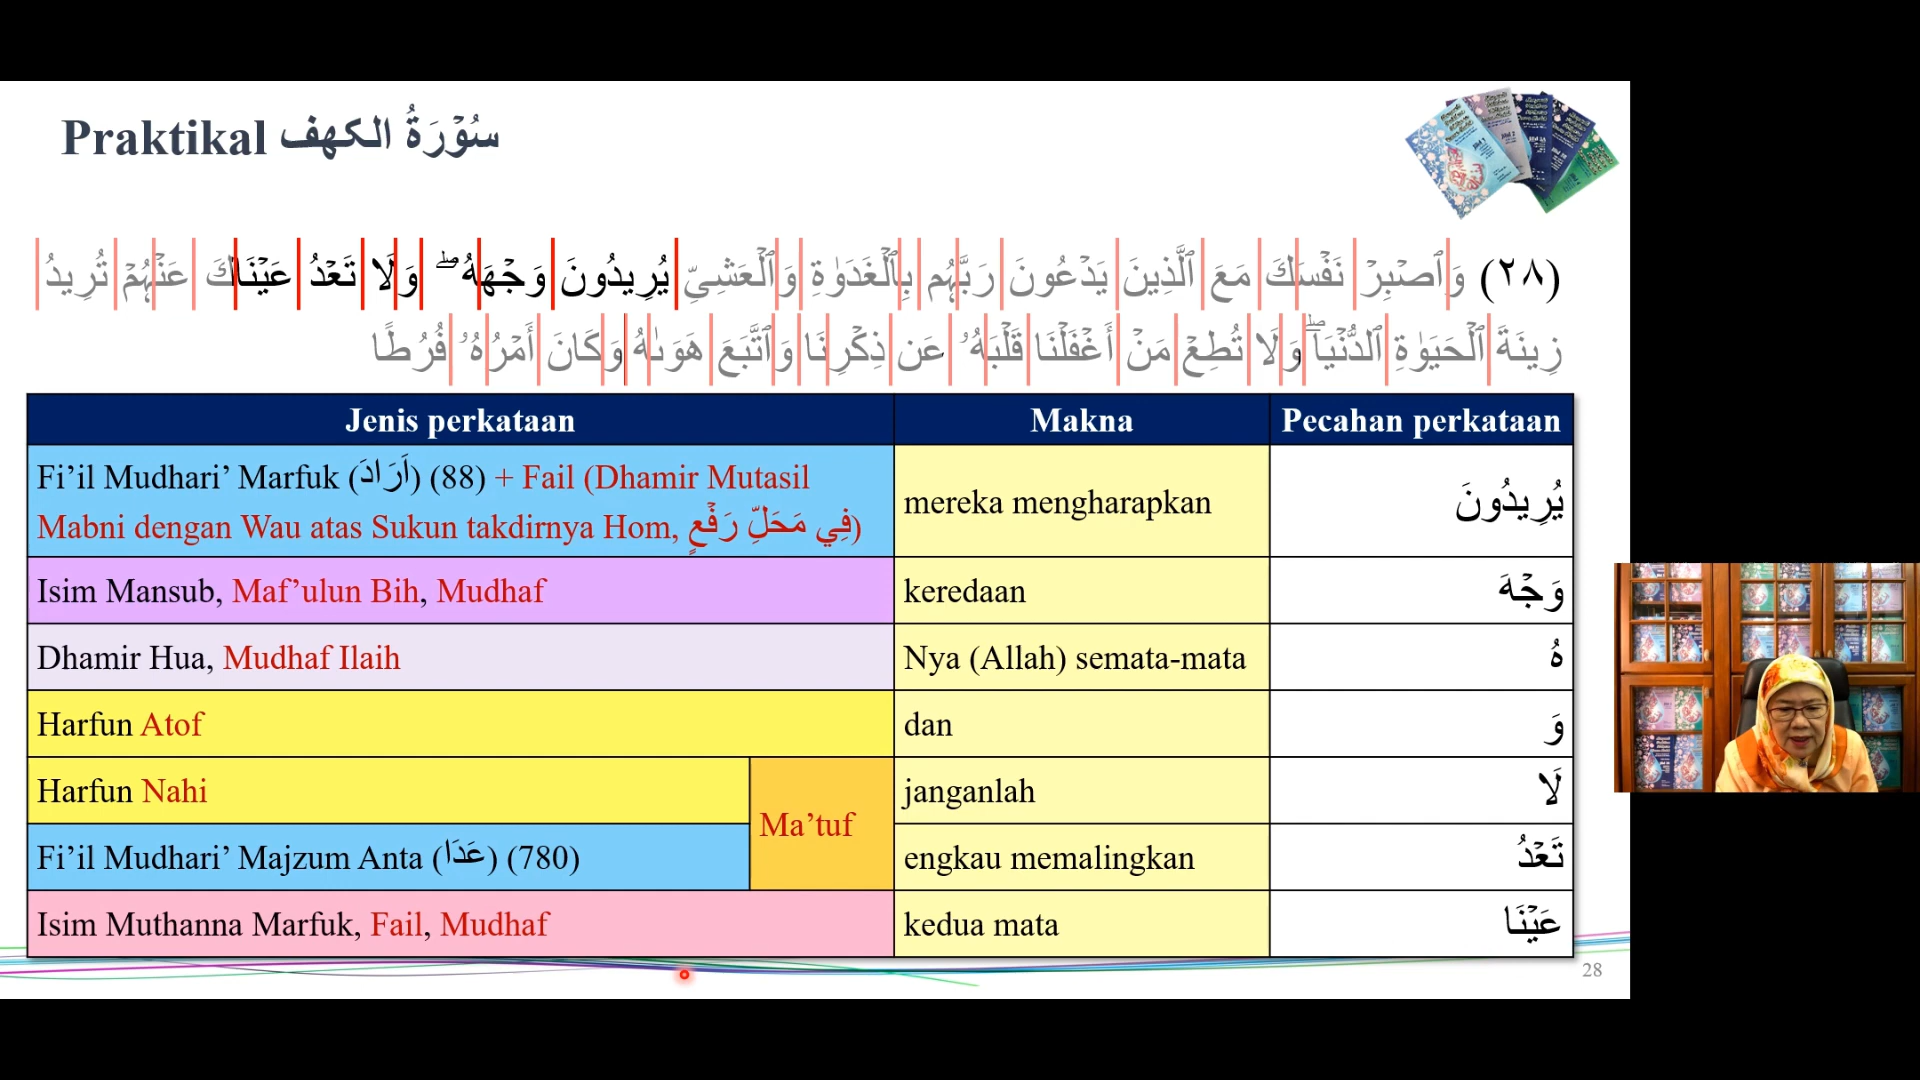 Praktikal سُوۡرَةُ الكهف
(٢٨) وَٱصۡبِرۡ نَفۡسَكَ مَعَ ٱلَّذِينَ يَدۡعُونَ رَبَّهُم بِٱلۡغَدَوٰةِ وَٱلۡعَشِيِّ يُرِيدُونَ وَجۡهَهُۥۖ وَلَا تَعۡدُ عَيۡنَاكَ عَنۡهُمۡ تُرِيدُ
زِينَةَ ٱلۡحَيَوٰةِ ٱلدُّنۡيَاۖ وَلَا تُطِعۡ مَنۡ أَغۡفَلۡنَا قَلۡبَهُۥ عَن ذِكۡرِنَا وَٱتَّبَعَ هَوَىٰهُ وَكَانَ أَمۡرُهُۥ فُرُطًا
Jenis perkataan Makna Pecahan perkataan
Fi’il Mudhari’ Marfuk (أَرَادَ) (88) + Fail (Dhamir Mutasil
Mabni dengan Wau atas Sukun takdirnya Hom, فِي مَحَلِّ رَفۡعٍ)
mereka mengharapkan يُرِيدُونَ
Isim Mansub, Maf’ulun Bih, Mudhaf keredaan وَجۡهَ
Dhamir Hua, Mudhaf Ilaih Nya (Allah) semata-mata هُ
Harfun Atof dan وَ
Harfun Nahi janganlah لَا
Ma’tuf
Fi’il Mudhari’ Majzum Anta (عَدَا) (780) engkau memalingkan تَعۡدُ
Isim Muthanna Marfuk, Fail, Mudhaf kedua mata عَيۡنَا
28